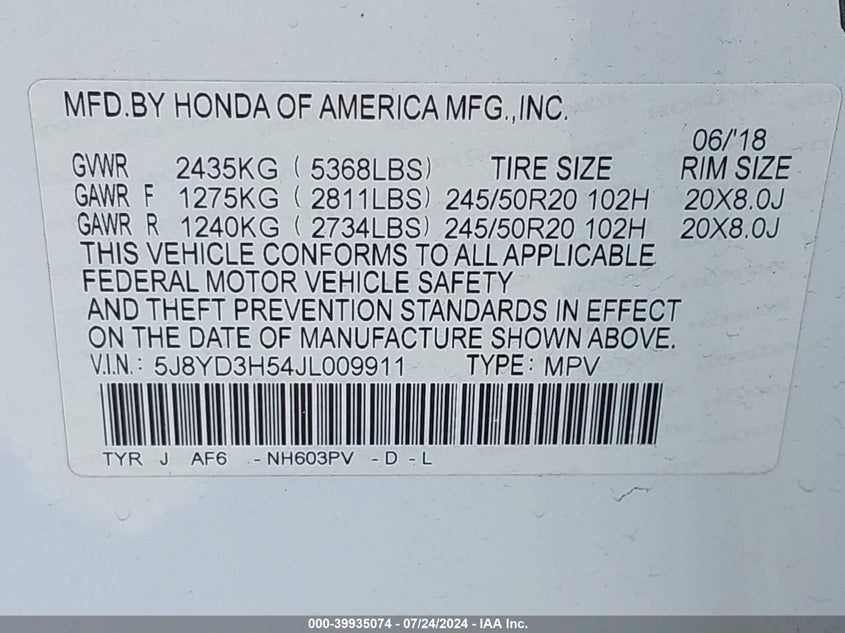 MFD.BY HONDA OF AMERICA MFG.,INC.
06/'18
GVWR 2435KG ( 5368LBS) TIRE SIZE RIM SIZE
GAWR F 1275KG ( 2811LBS) 245/50R20 102H 20X8.0J
GAWR R 1240KG ( 2734LBS) 245/50R20 102H 20X8.0J
THIS VEHICLE CONFORMS TO ALL APPLICABLE
FEDERAL MOTOR VEHICLE SAFETY
AND THEFT PREVENTION STANDARDS IN EFFECT
ON THE DATE OF MANUFACTURE SHOWN ABOVE.
V.I.N.: 5J8YD3H54JL009911 TYPE: MPV
TYR J AF6 - NH603PV - D - L
000-39935074 - 07/24/2024 - IAA Inc.